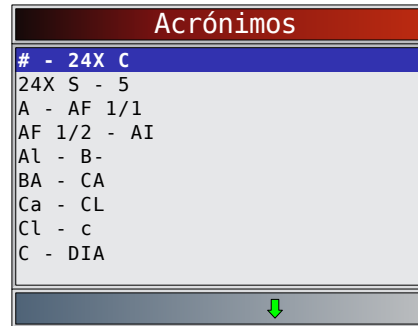 Acrónimos
# - 24X C
24X S - 5
A - AF 1/1
AF 1/2 - AI
Al - B-
BA - CA
Ca - CL
Cl - c
C - DIA